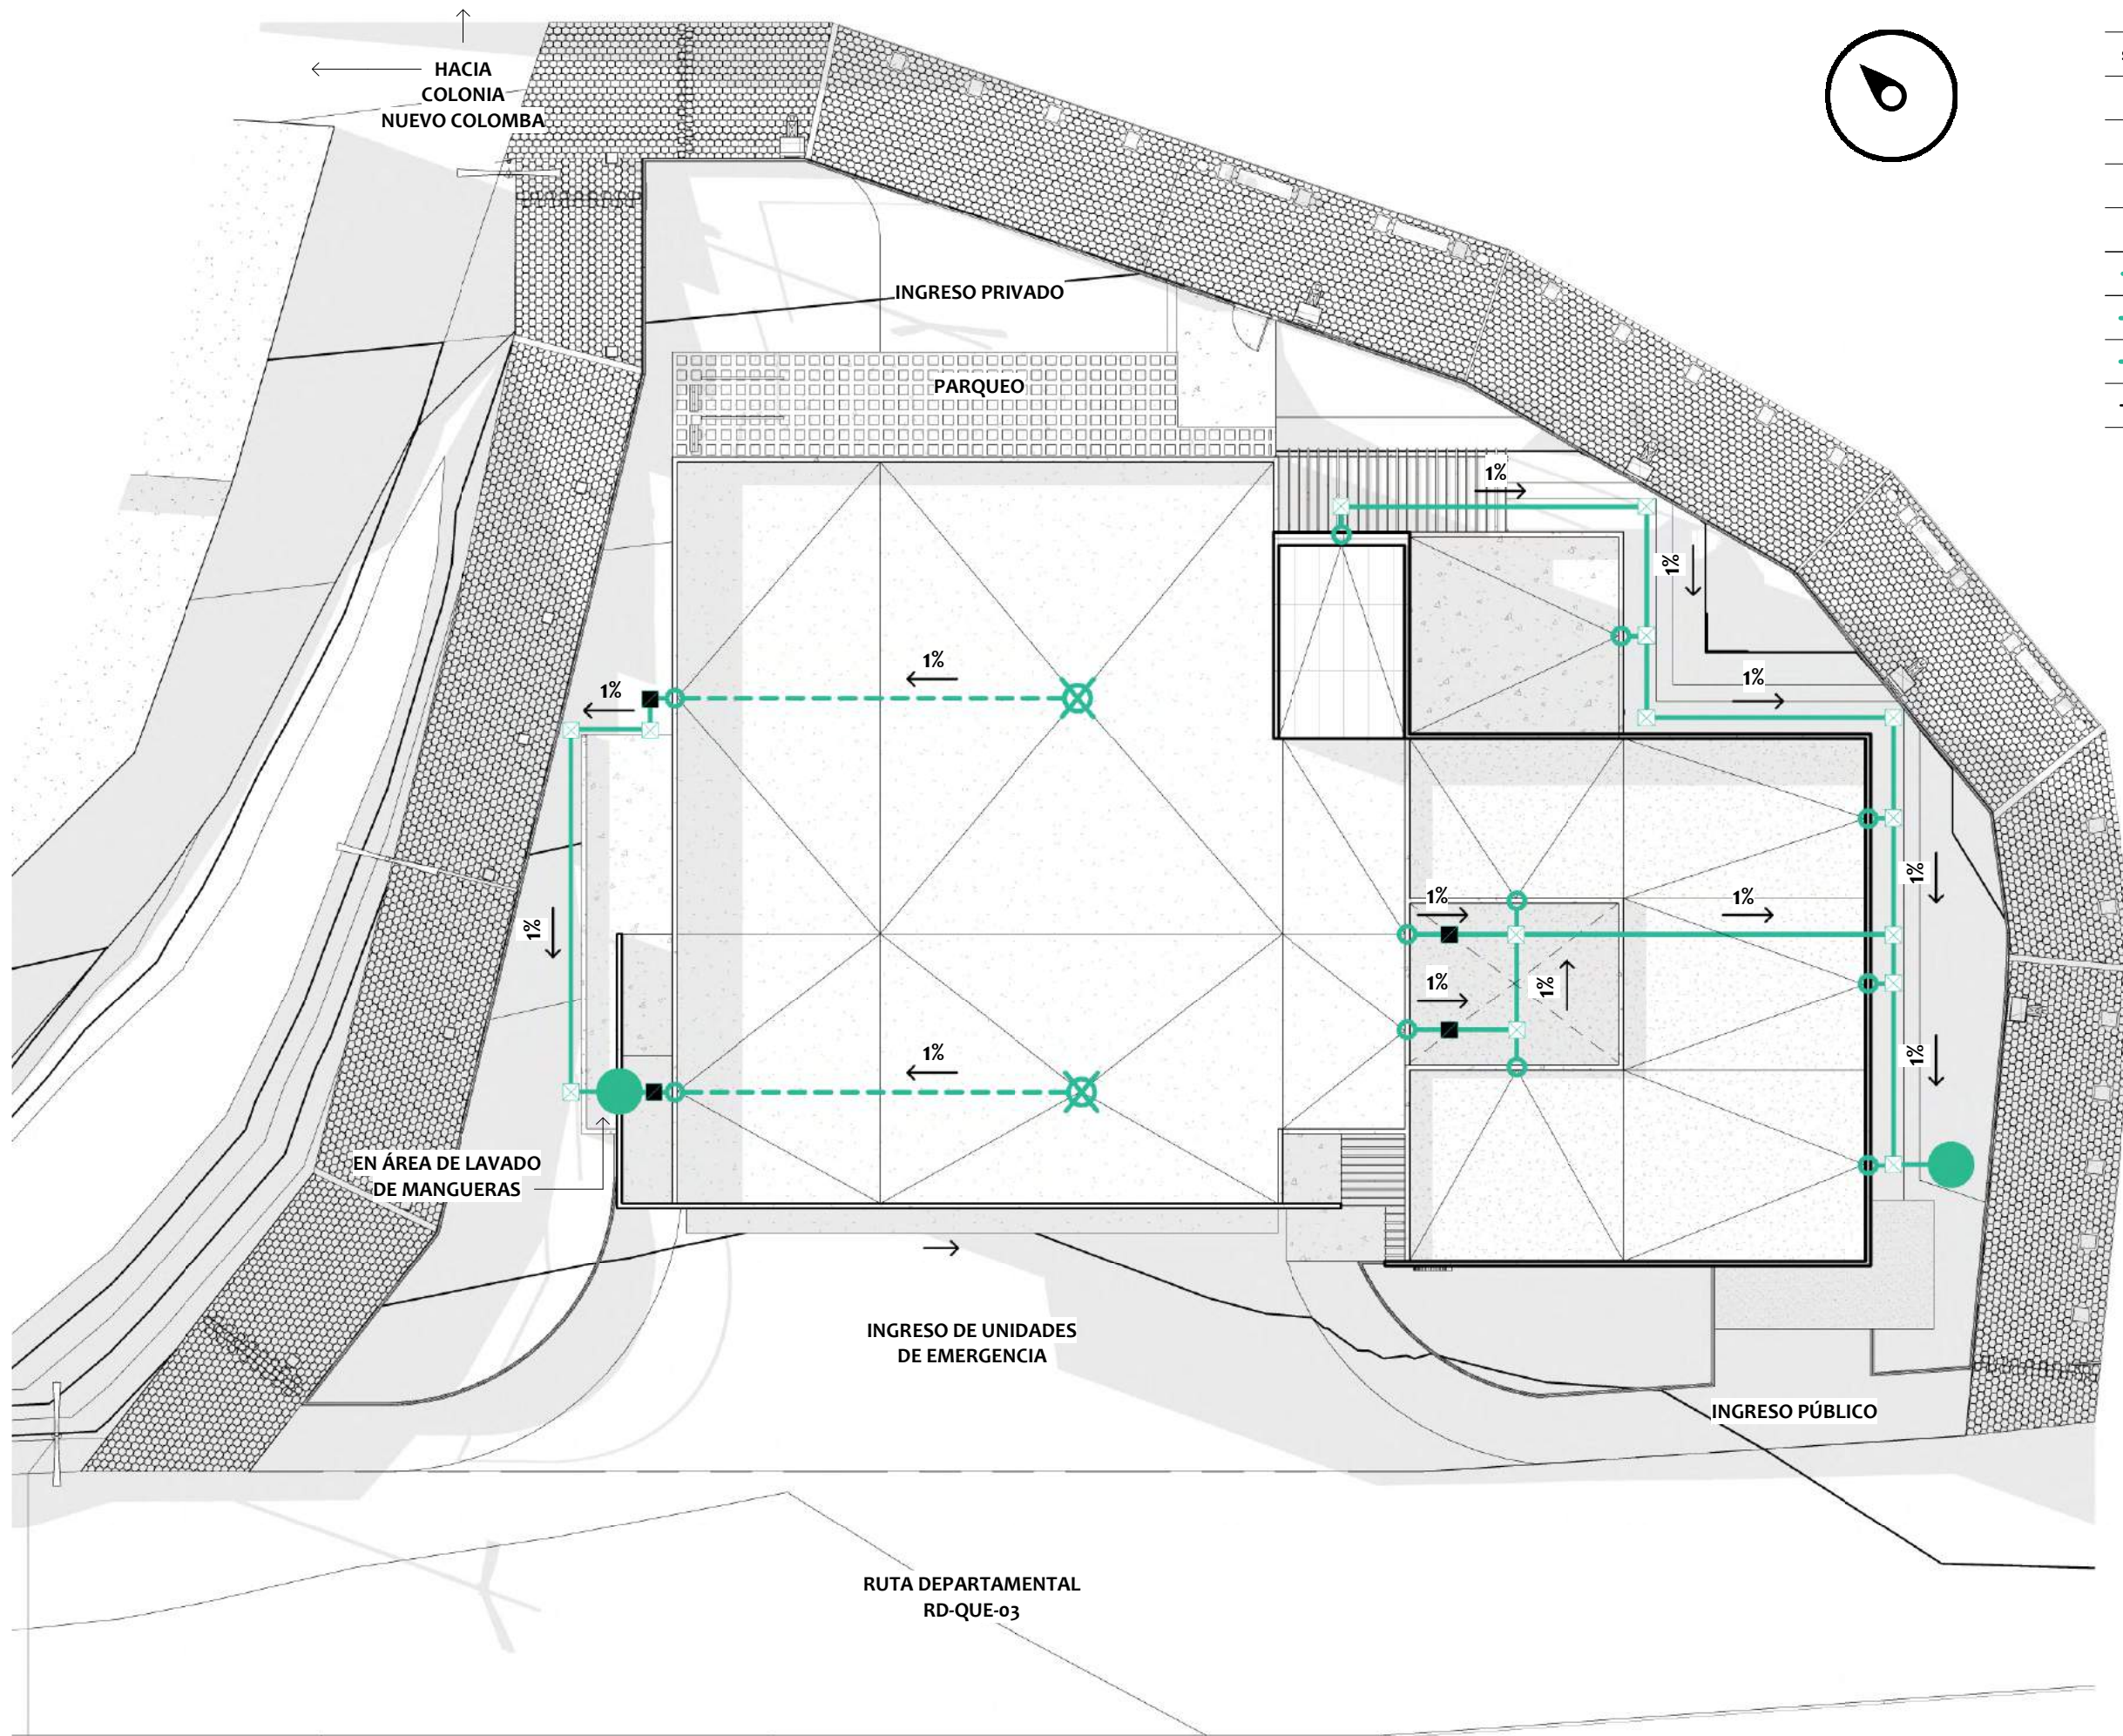 HACIA
COLONIA
NUEVO COLOMBA
INGRESO PRIVADO
PARQUEO
1%
1%
1%
1%
1%
1%
1%
1%
1%
1%
1%
1%
1%
1%
EN ÁREA DE LAVADO
DE MANGUERAS
INGRESO DE UNIDADES
DE EMERGENCIA
INGRESO PÚBLICO
RUTA DEPARTAMENTAL
RD-QUE-03